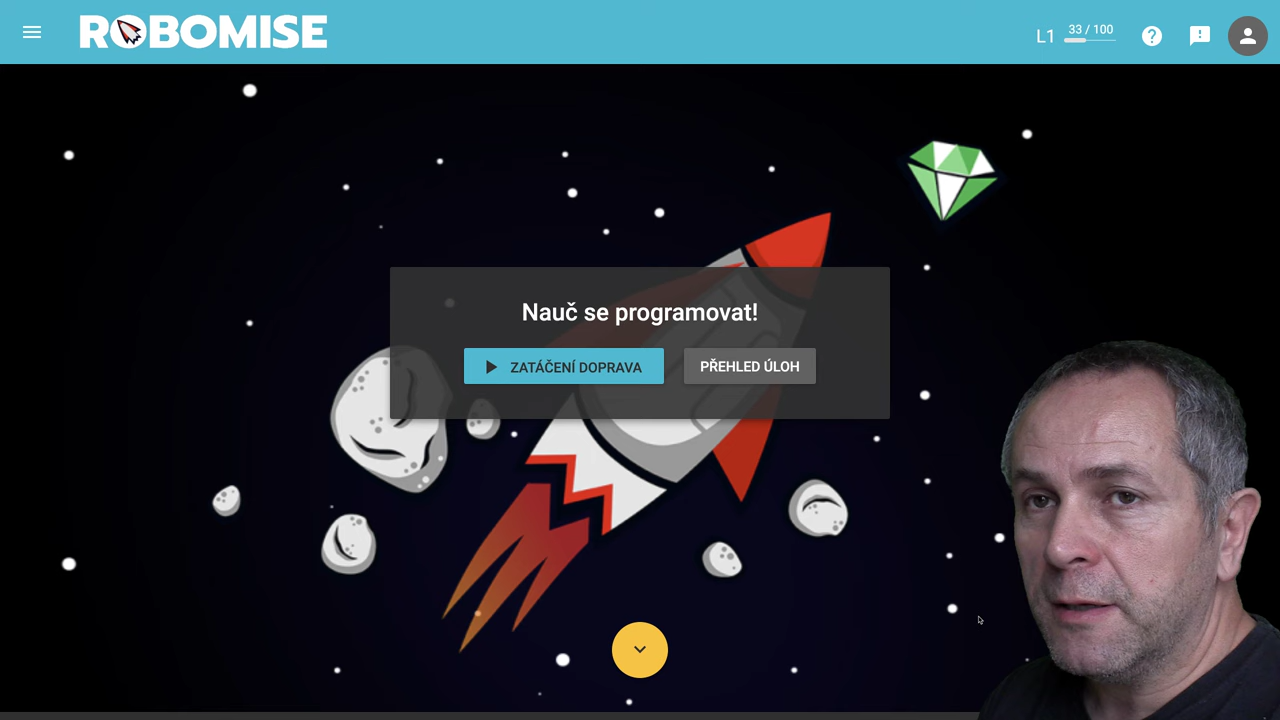 ROBOMISE
L1 33 / 100
Nauč se programovat!
ZATÁČENÍ DOPRAVA PŘEHLED ÚLOH